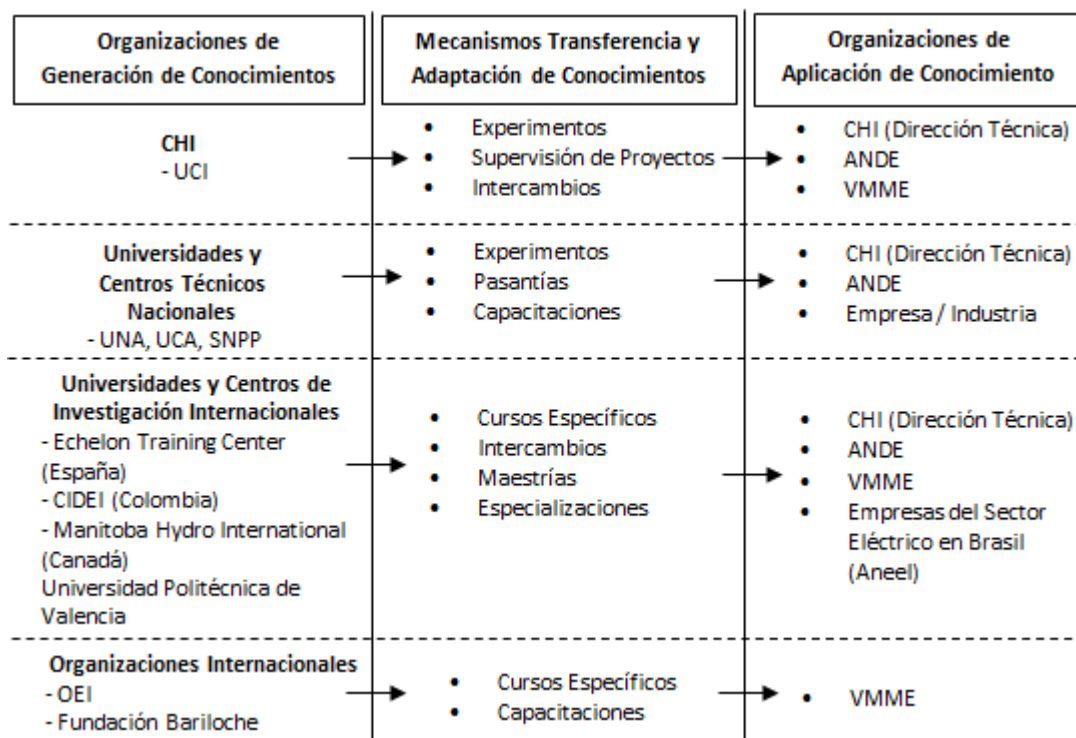 Organizaciones de
Generación de Conocimientos
Mecanismos Transferencia y
Adaptación de Conocimientos
Organizaciones de
Aplicación de Conocimiento
CHI
- UCI
• Experimentos
• Supervisión de Proyectos
• Intercambios
• CHI (Dirección Técnica)
• ANDE
• VMME
Universidades y
Centros Técnicos
Nacionales
- UNA, UCA, SNPP
• Experimentos
• Pasantías
• Capacitaciones
• CHI (Dirección Técnica)
• ANDE
• Empresa / Industria
Universidades y Centros de
Investigación Internacionales
- Echelon Training Center
(España)
- CIDEI (Colombia)
- Manitoba Hydro International
(Canadá)
Universidad Politécnica de
Valencia
• Cursos Específicos
• Intercambios
• Maestrías
• Especializaciones
• CHI (Dirección Técnica)
• ANDE
• VMME
• Empresas del Sector
Eléctrico en Brasil
(Aneel)
Organizaciones Internacionales
- OEI
- Fundación Bariloche
• Cursos Específicos
• Capacitaciones
• VMME